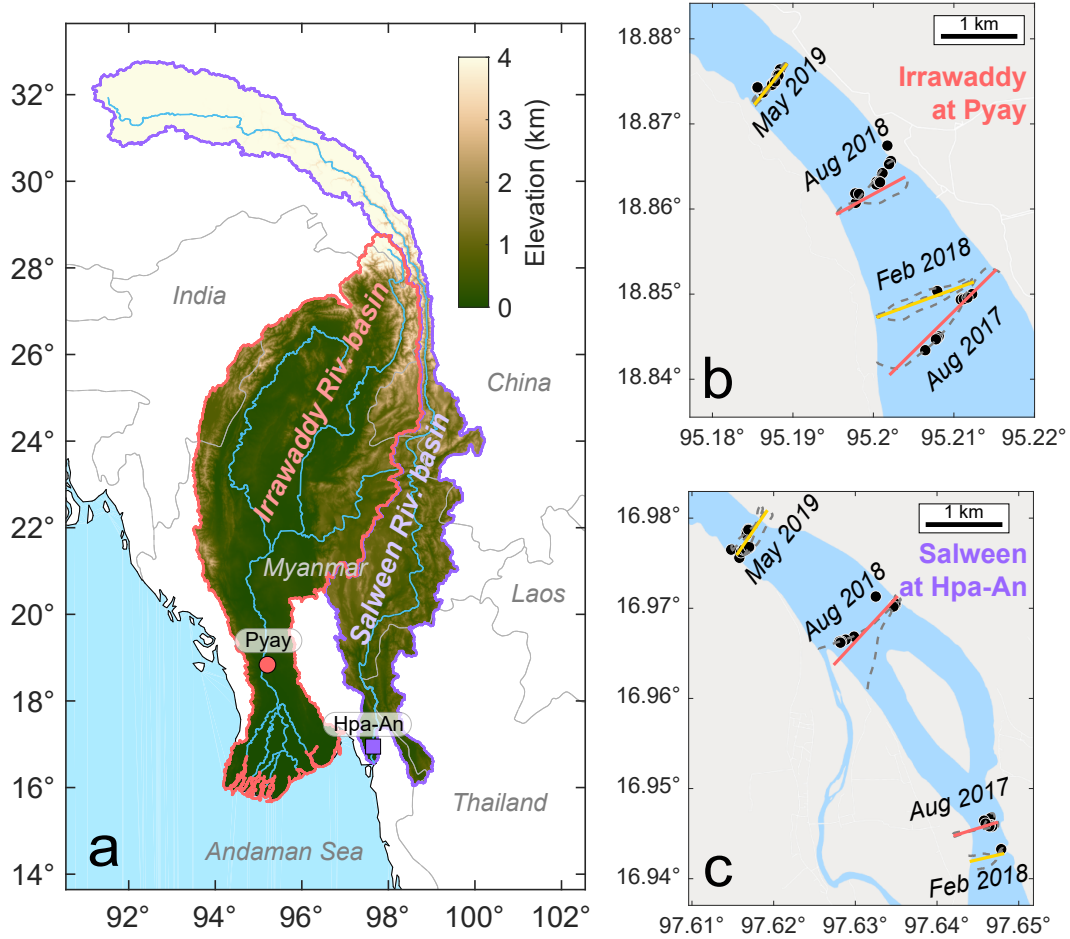 32°
30°
28°
26°
24°
22°
20°
18°
16°
14°
92°
94°
96°
98°
100°
102°
4
3
2
1
0
Elevation (km)
India
China
Irrawaddy Riv. basin
Salween Riv. basin
Myanmar
Laos
Pyay
Hpa-An
Thailand
Andaman Sea
a
18.88°
18.87°
18.86°
18.85°
18.84°
95.18°
95.19°
95.2°
95.21°
95.22°
1 km
Irrawaddy
at Pyay
May 2019
Aug 2018
Feb 2018
Aug 2017
b
16.98°
16.97°
16.96°
16.95°
16.94°
97.61°
97.62°
97.63°
97.64°
97.65°
1 km
Salween
at Hpa-An
May 2019
Aug 2018
Aug 2017
Feb 2018
c